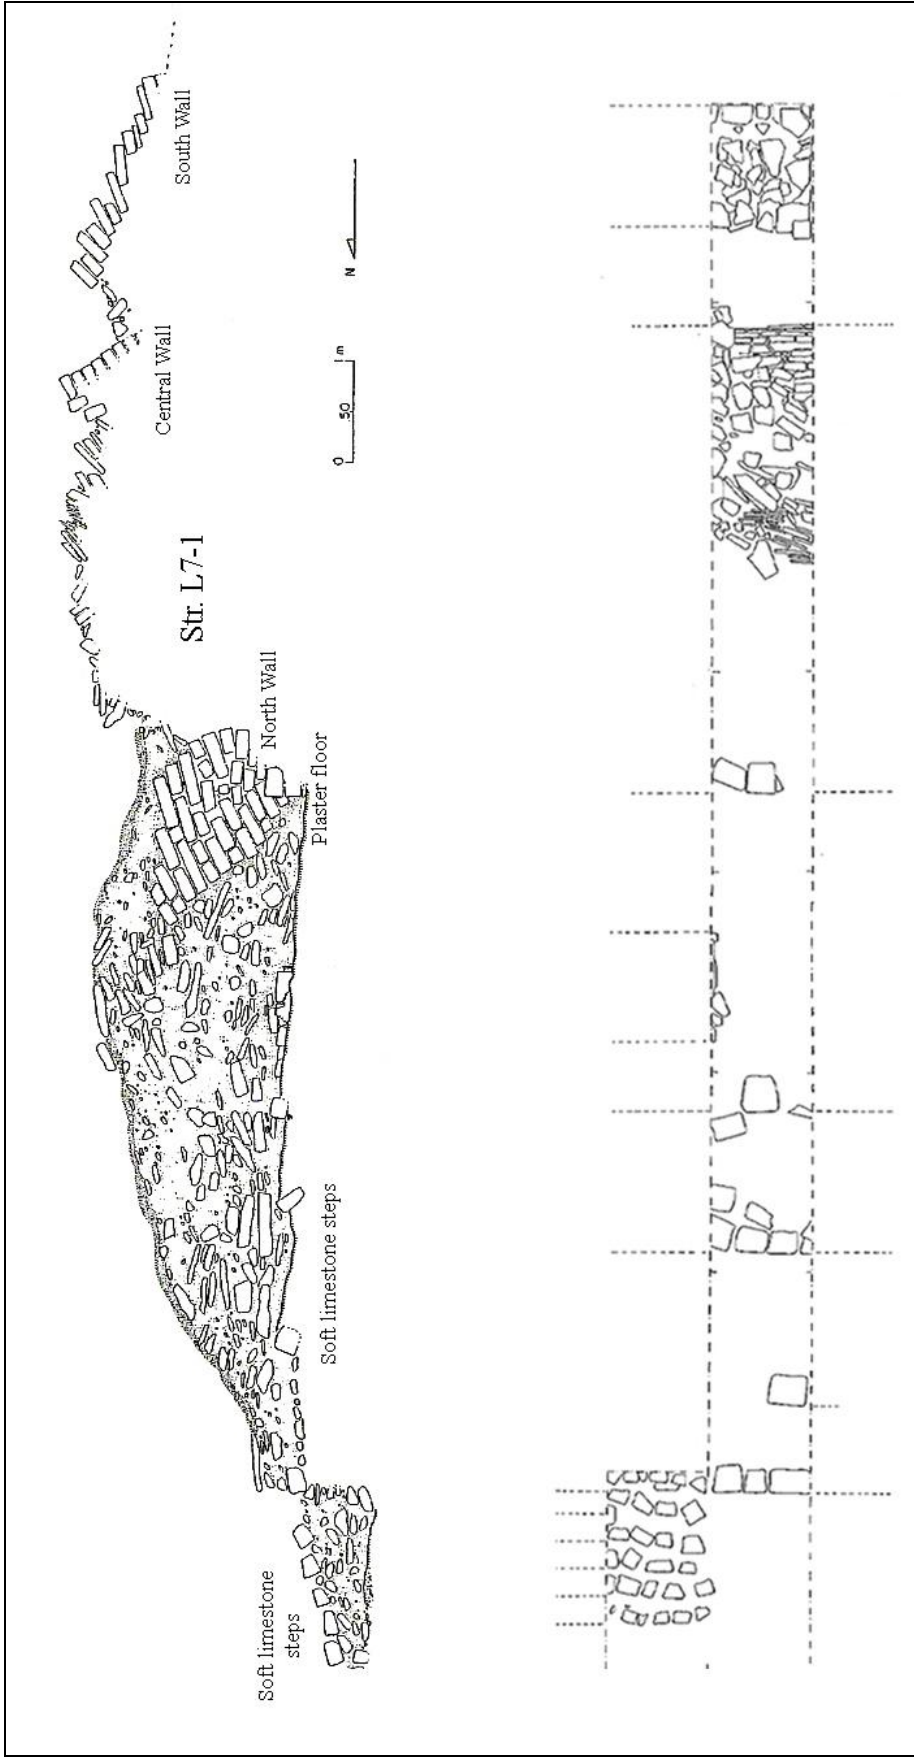 South Wall
Central Wall
N
0 .50 1 m
Str. L7-1
North Wall
Plaster floor
Soft limestone steps
Soft limestone
steps